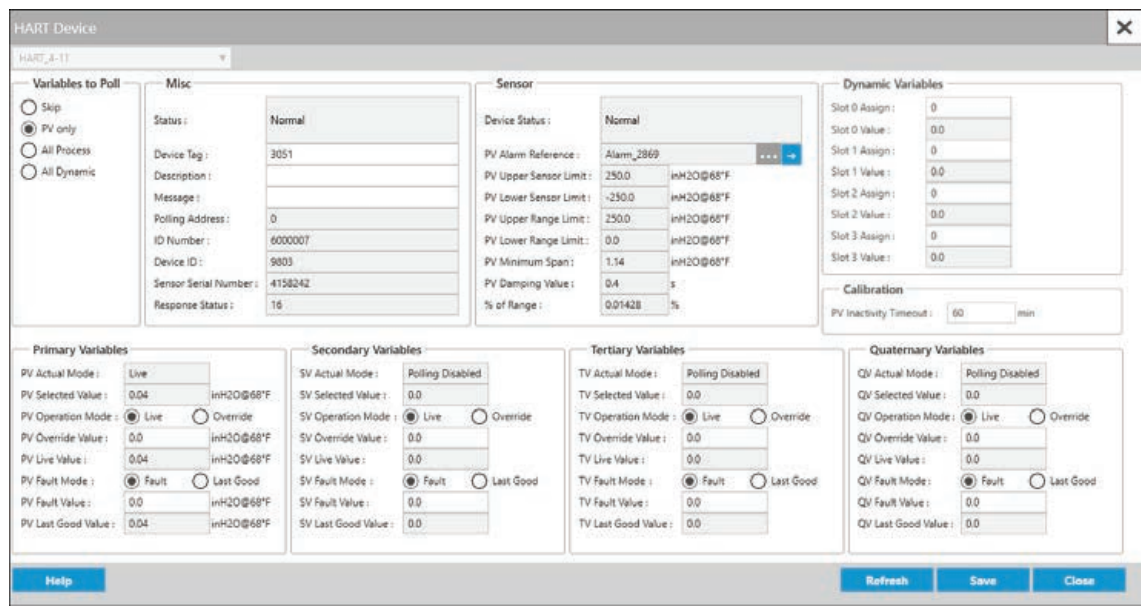 HART Device
HART_4-11
Variables to Poll
Skip
PV only
All Process
All Dynamic
Misc
Status : Normal
Device Tag : 3051
Description :
Message :
Polling Address : 0
ID Number : 6000007
Device ID : 9803
Sensor Serial Number : 4158242
Response Status : 16
Sensor
Device Status : Normal
PV Alarm Reference : Alarm_2869 ...
PV Upper Sensor Limit : 250.0 inH2O@68°F
PV Lower Sensor Limit : -250.0 inH2O@68°F
PV Upper Range Limit : 250.0 inH2O@68°F
PV Lower Range Limit : 0.0 inH2O@68°F
PV Minimum Span : 1.14 inH2O@68°F
PV Damping Value : 0.4 s
% of Range : 0.01428 %
Dynamic Variables
Slot 0 Assign : 0
Slot 0 Value : 0.0
Slot 1 Assign : 0
Slot 1 Value : 0.0
Slot 2 Assign : 0
Slot 2 Value : 0.0
Slot 3 Assign : 0
Slot 3 Value : 0.0
Calibration
PV Inactivity Timeout : 60 min
Primary Variables
PV Actual Mode : Live
PV Selected Value : 0.04 inH2O@68°F
PV Operation Mode : Live Override
PV Override Value : 0.0 inH2O@68°F
PV Live Value : 0.04 inH2O@68°F
PV Fault Mode : Fault Last Good
PV Fault Value : 0.0 inH2O@68°F
PV Last Good Value : 0.04 inH2O@68°F
Secondary Variables
SV Actual Mode : Polling Disabled
SV Selected Value : 0.0
SV Operation Mode : Live Override
SV Override Value : 0.0
SV Live Value : 0.0
SV Fault Mode : Fault Last Good
SV Fault Value : 0.0
SV Last Good Value : 0.0
Tertiary Variables
TV Actual Mode : Polling Disabled
TV Selected Value : 0.0
TV Operation Mode : Live Override
TV Override Value : 0.0
TV Live Value : 0.0
TV Fault Mode : Fault Last Good
TV Fault Value : 0.0
TV Last Good Value : 0.0
Quaternary Variables
QV Actual Mode : Polling Disabled
QV Selected Value : 0.0
QV Operation Mode : Live Override
QV Override Value : 0.0
QV Live Value : 0.0
QV Fault Mode : Fault Last Good
QV Fault Value : 0.0
QV Last Good Value : 0.0
Help
Refresh
Save
Close